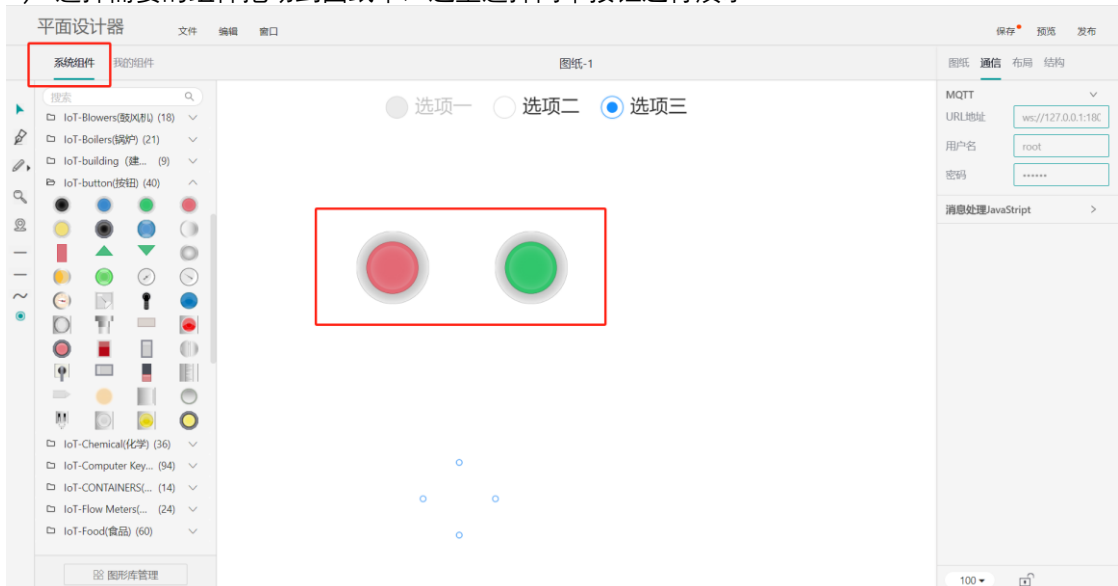 平面设计器 文件 编辑 窗口 保存 预览 发布
系统组件 我的组件 图纸-1 图纸 通信 布局 结构
搜索
选项一 选项二 选项三
MQTT
URL地址 ws://127.0.0.1:180
用户名 root
密码 ••••••
消息处理JavaStript
IoT-Blowers(鼓风机) (18)
IoT-Boilers(锅炉) (21)
IoT-building (建... (9)
IoT-button(按钮) (40)
IoT-Chemical(化学) (36)
IoT-Computer Key... (94)
IoT-CONTAINERS(... (14)
IoT-Flow Meters(... (24)
IoT-Food(食品) (60)
图形库管理
100